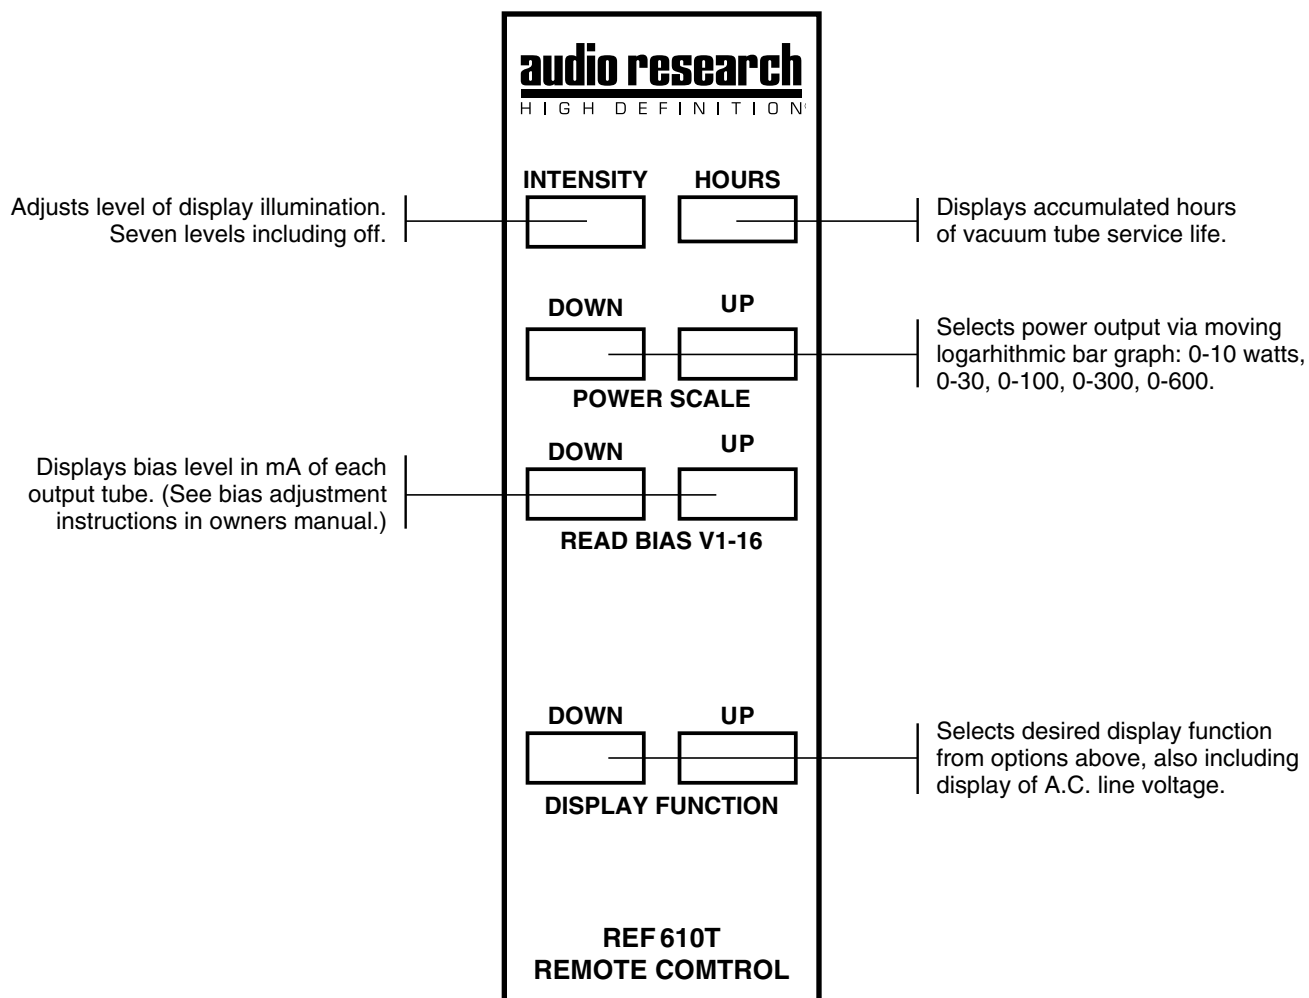 audio research
HIGH DEFINITION
INTENSITY
HOURS
Adjusts level of display illumination.
Seven levels including off.
Displays accumulated hours
of vacuum tube service life.
DOWN
UP
POWER SCALE
Selects power output via moving
logarhithmic bar graph: 0-10 watts,
0-30, 0-100, 0-300, 0-600.
DOWN
UP
READ BIAS V1-16
Displays bias level in mA of each
output tube. (See bias adjustment
instructions in owners manual.)
DOWN
UP
DISPLAY FUNCTION
Selects desired display function
from options above, also including
display of A.C. line voltage.
REF 610T
REMOTE COMTROL